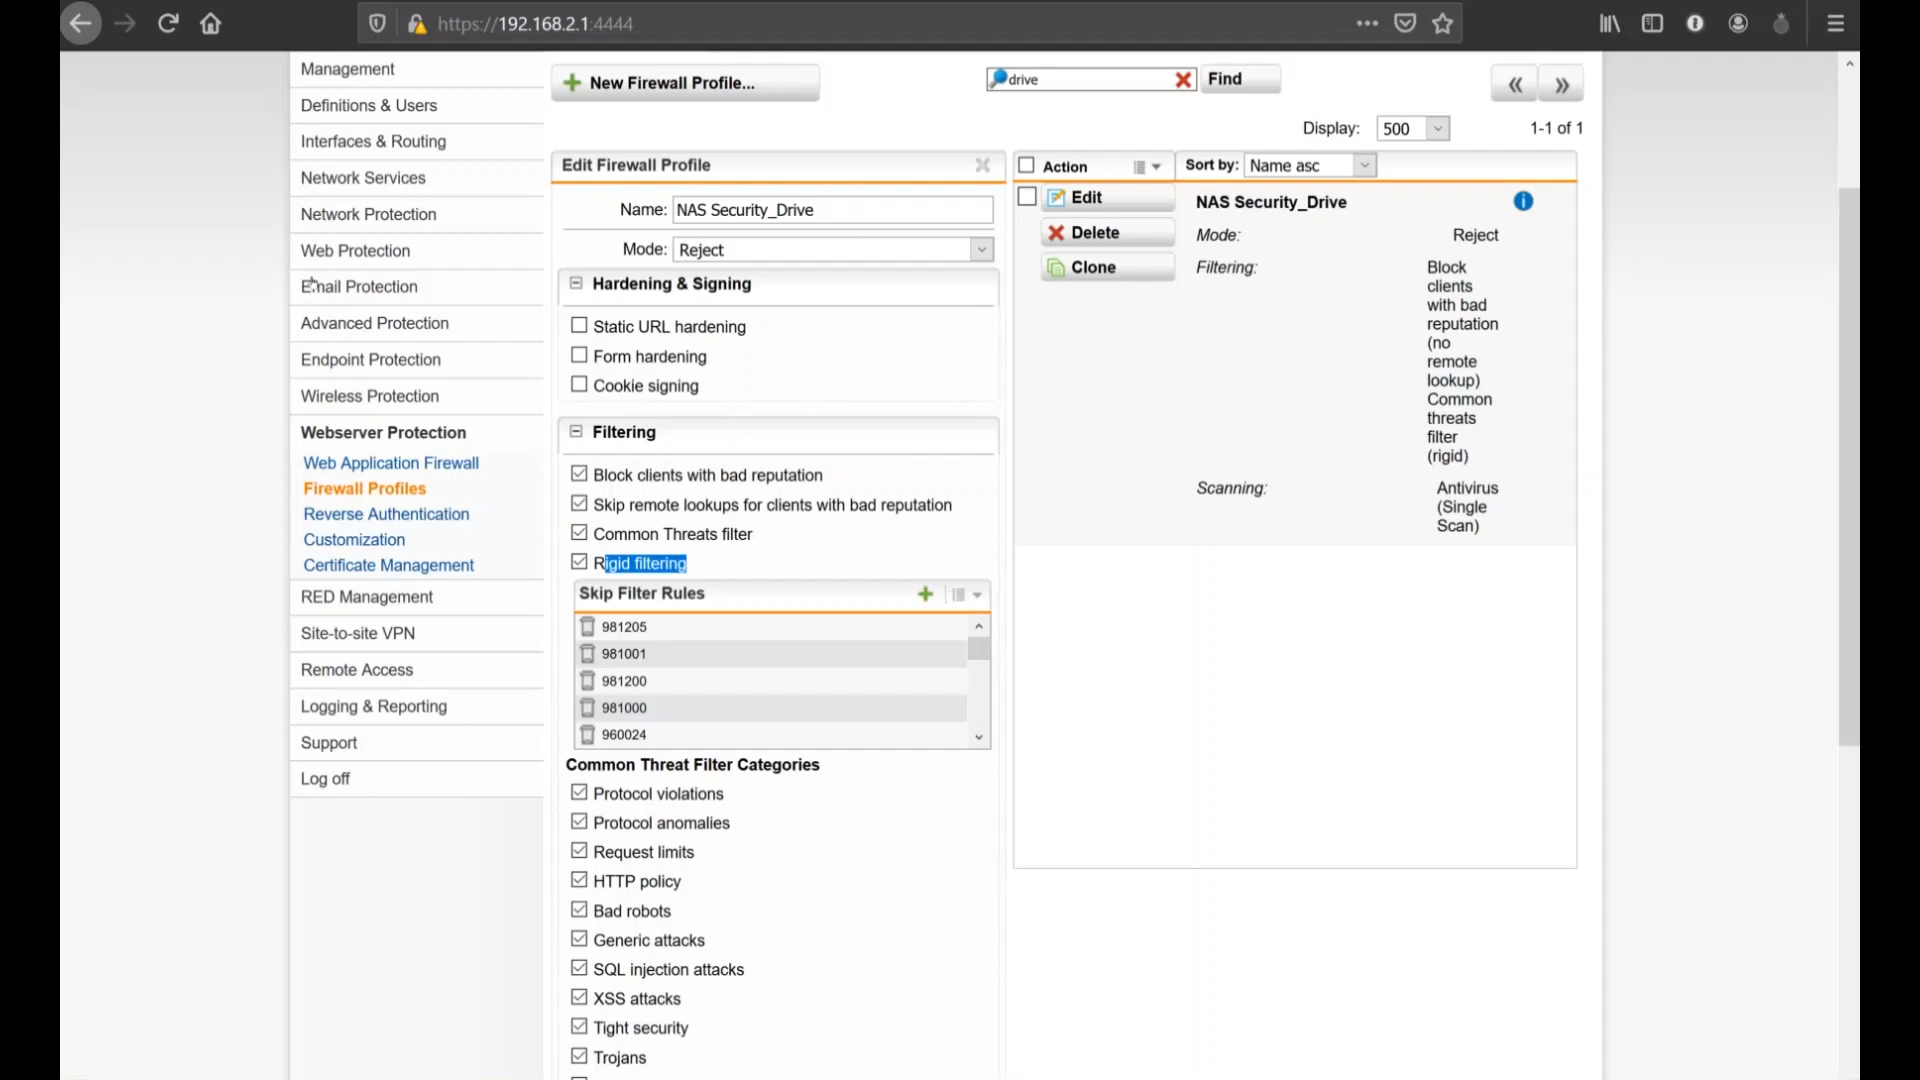 https://192.168.2.1:4444
Management
Definitions & Users
Interfaces & Routing
Network Services
Network Protection
Web Protection
Email Protection
Advanced Protection
Endpoint Protection
Wireless Protection
Webserver Protection
Web Application Firewall
Firewall Profiles
Reverse Authentication
Customization
Certificate Management
RED Management
Site-to-site VPN
Remote Access
Logging & Reporting
Support
Log off
New Firewall Profile...
drive
Find
Display: 500
1-1 of 1
Edit Firewall Profile
Name: NAS Security_Drive
Mode: Reject
Hardening & Signing
Static URL hardening
Form hardening
Cookie signing
Filtering
Block clients with bad reputation
Skip remote lookups for clients with bad reputation
Common Threats filter
Rigid filtering
Skip Filter Rules
981205
981001
981200
981000
960024
Common Threat Filter Categories
Protocol violations
Protocol anomalies
Request limits
HTTP policy
Bad robots
Generic attacks
SQL injection attacks
XSS attacks
Tight security
Trojans
Action
Sort by: Name asc
Edit
Delete
Clone
NAS Security_Drive
Mode: Reject
Filtering: Block
clients
with bad
reputation
(no
remote
lookup)
Common
threats
filter
(rigid)
Scanning: Antivirus
(Single
Scan)